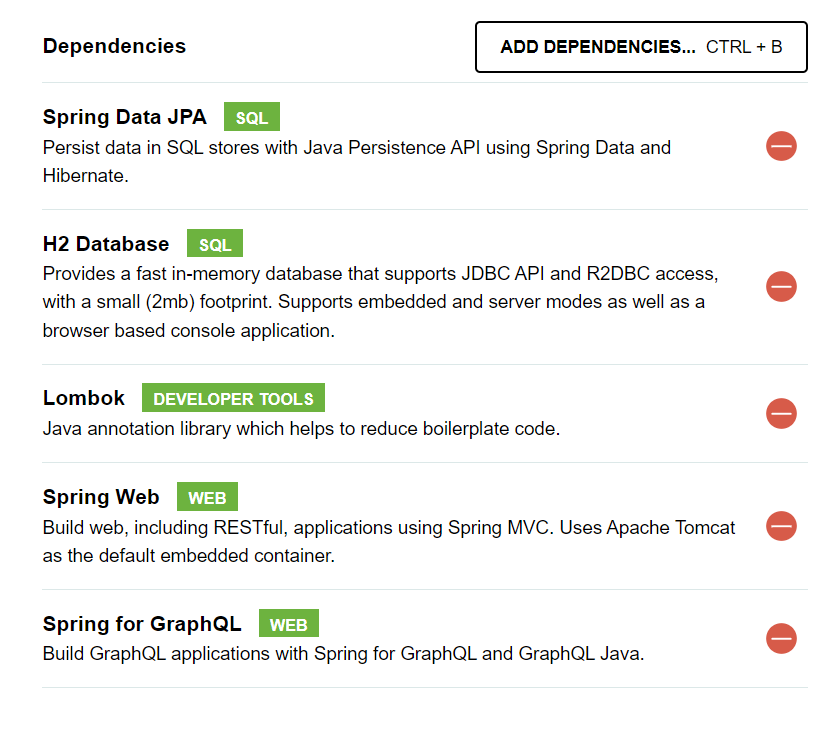 Dependencies
ADD DEPENDENCIES... CTRL + B
Spring Data JPA SQL
Persist data in SQL stores with Java Persistence API using Spring Data and
Hibernate.
H2 Database SQL
Provides a fast in-memory database that supports JDBC API and R2DBC access,
with a small (2mb) footprint. Supports embedded and server modes as well as a
browser based console application.
Lombok DEVELOPER TOOLS
Java annotation library which helps to reduce boilerplate code.
Spring Web WEB
Build web, including RESTful, applications using Spring MVC. Uses Apache Tomcat
as the default embedded container.
Spring for GraphQL WEB
Build GraphQL applications with Spring for GraphQL and GraphQL Java.